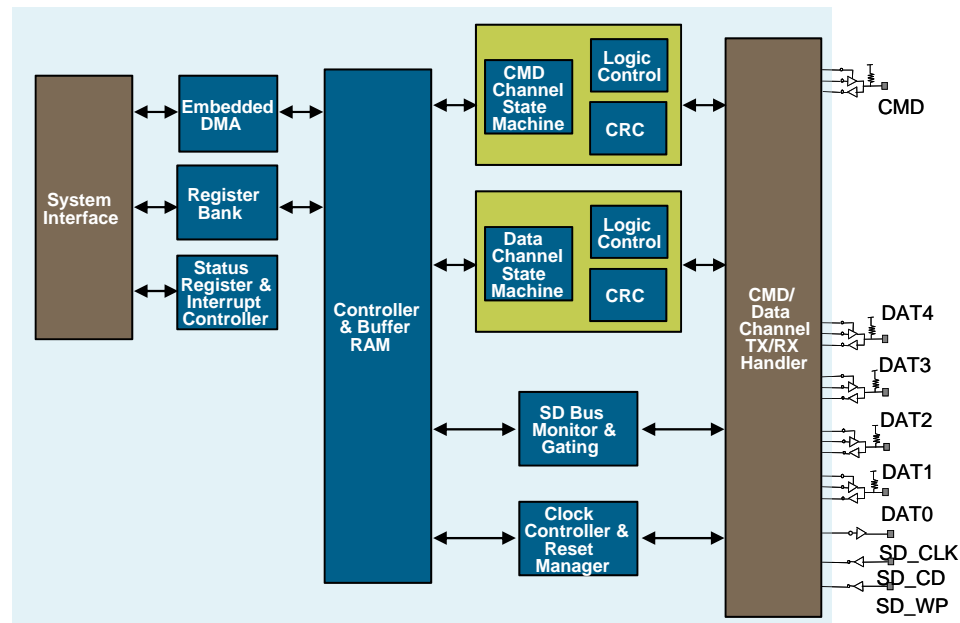 System
Interface
Embedded
DMA
Register
Bank
Status
Register &
Interrupt
Controller
Controller
& Buffer
RAM
CMD
Channel
State
Machine
Logic
Control
CRC
Data
Channel
State
Machine
Logic
Control
CRC
SD Bus
Monitor &
Gating
Clock
Controller &
Reset
Manager
CMD/
Data
Channel
TX/RX
Handler
CMD
DAT4
DAT3
DAT2
DAT1
DAT0
SD_CLK
SD_CD
SD_WP